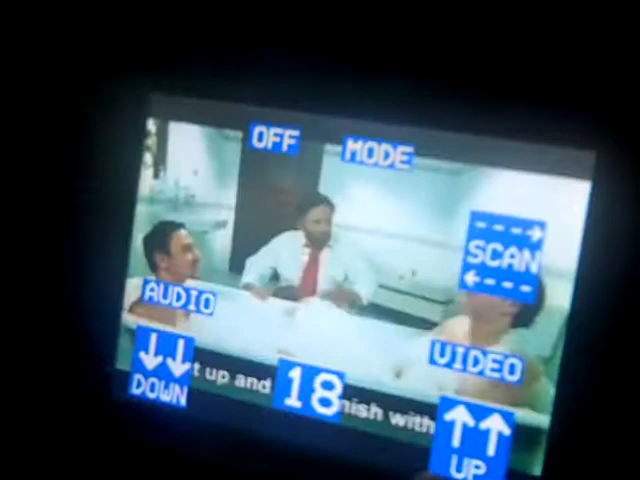 OFF MODE
SCAN
AUDIO
VIDEO
DOWN
t up and 18 nish with
UP